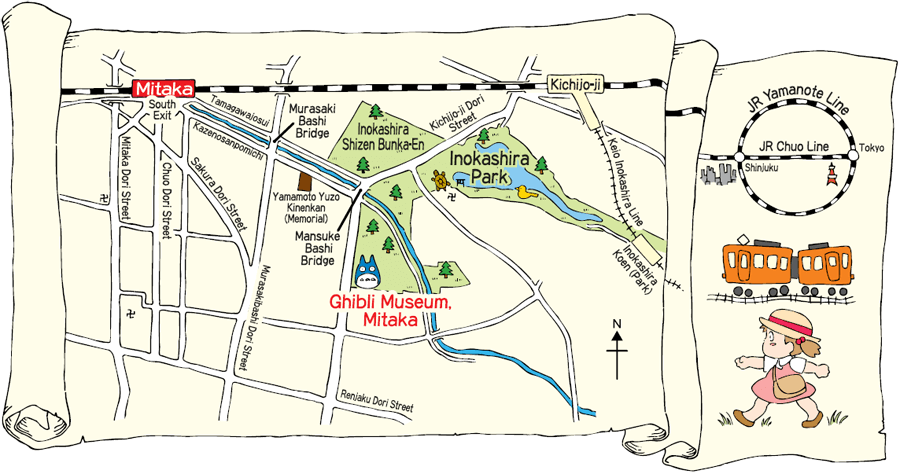 Mitaka
South
Exit
Tamagawajosui
Kazenosanpomichi
Murasaki
Bashi
Bridge
Inokashira
Shizen Bunka-En
Kichijo-ji Dori
Street
Kichijo-ji
Keio Inokashira Line
Inokashira
Park
Mitaka Dori Street
Chuo Dori Street
Sakura Dori Street
Yamamoto Yuzo
Kinenkan
(Memorial)
Mansuke
Bashi
Bridge
Inokashira
Koen (Park)
Murasakibashi Dori Street
Ghibli Museum,
Mitaka
Renjaku Dori Street
N
JR Yamanote Line
JR Chuo Line
Shinjuku
Tokyo
卍
卍
卍